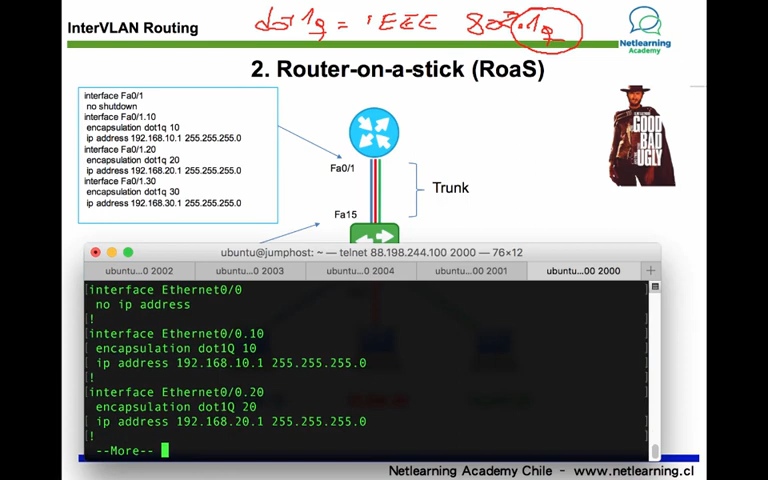 dot1q = IEEE 802.1q
InterVLAN Routing
Netlearning
Academy
2. Router-on-a-stick (RoaS)
interface Fa0/1
no shutdown
interface Fa0/1.10
encapsulation dot1q 10
ip address 192.168.10.1 255.255.255.0
interface Fa0/1.20
encapsulation dot1q 20
ip address 192.168.20.1 255.255.255.0
interface Fa0/1.30
encapsulation dot1q 30
ip address 192.168.30.1 255.255.255.0
THE
GOOD
THE
BAD
THE
UGLY
Fa0/1
Trunk
Fa15
ubuntu@jumphost: ~ — telnet 88.198.244.100 2000 — 76×12
ubuntu...0 2002
ubuntu...0 2003
ubuntu...0 2004
ubuntu...00 2001
ubuntu...00 2000
+
[interface Ethernet0/0
no ip address
[!
[interface Ethernet0/0.10
[ encapsulation dot1Q 10
[ ip address 192.168.10.1 255.255.255.0
[!
[interface Ethernet0/0.20
encapsulation dot1Q 20
[ ip address 192.168.20.1 255.255.255.0
[!
--More--
Netlearning Academy Chile - www.netlearning.cl